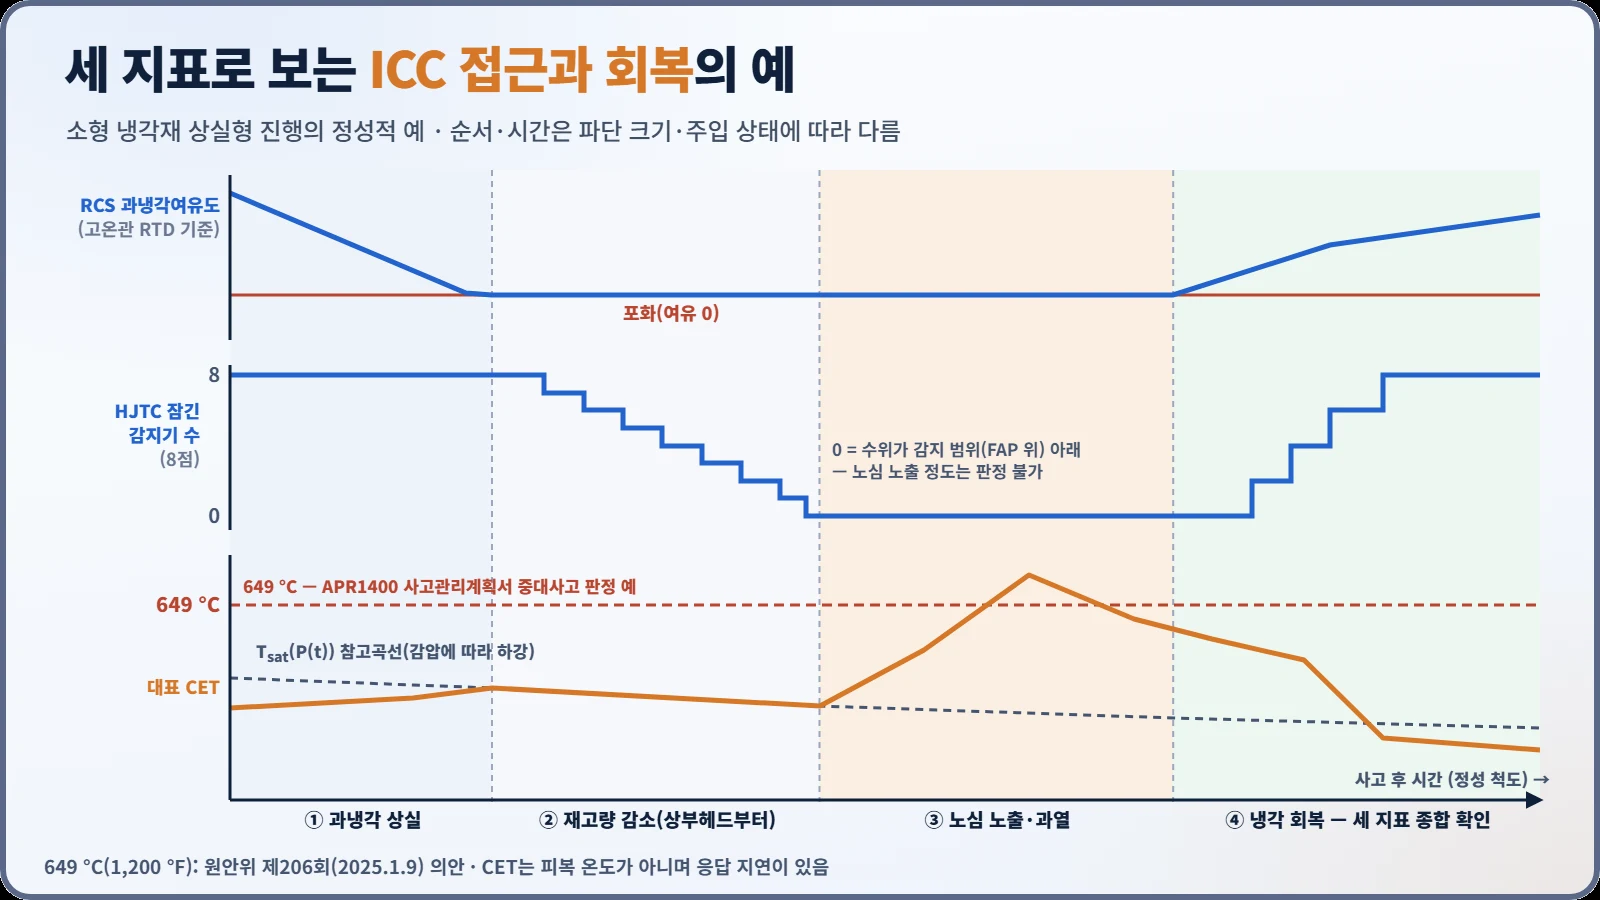 세 지표로 보는 ICC 접근과 회복의 예
소형 냉각재 상실형 진행의 정성적 예 · 순서·시간은 파단 크기·주입 상태에 따라 다름
RCS 과냉각여유도
(고온관 RTD 기준)
포화(여유 0)
8
HJTC 잠긴
감지기 수
(8점)
0
0 = 수위가 감지 범위(FAP 위) 아래
— 노심 노출 정도는 판정 불가
649 °C — APR1400 사고관리계획서 중대사고 판정 예
649 °C
Tsat(P(t)) 참고곡선(감압에 따라 하강)
대표 CET
사고 후 시간 (정성 척도) →
① 과냉각 상실
② 재고량 감소(상부헤드부터)
③ 노심 노출·과열
④ 냉각 회복 — 세 지표 종합 확인
649 °C(1,200 °F): 원안위 제206회(2025.1.9) 의안 · CET는 피복 온도가 아니며 응답 지연이 있음